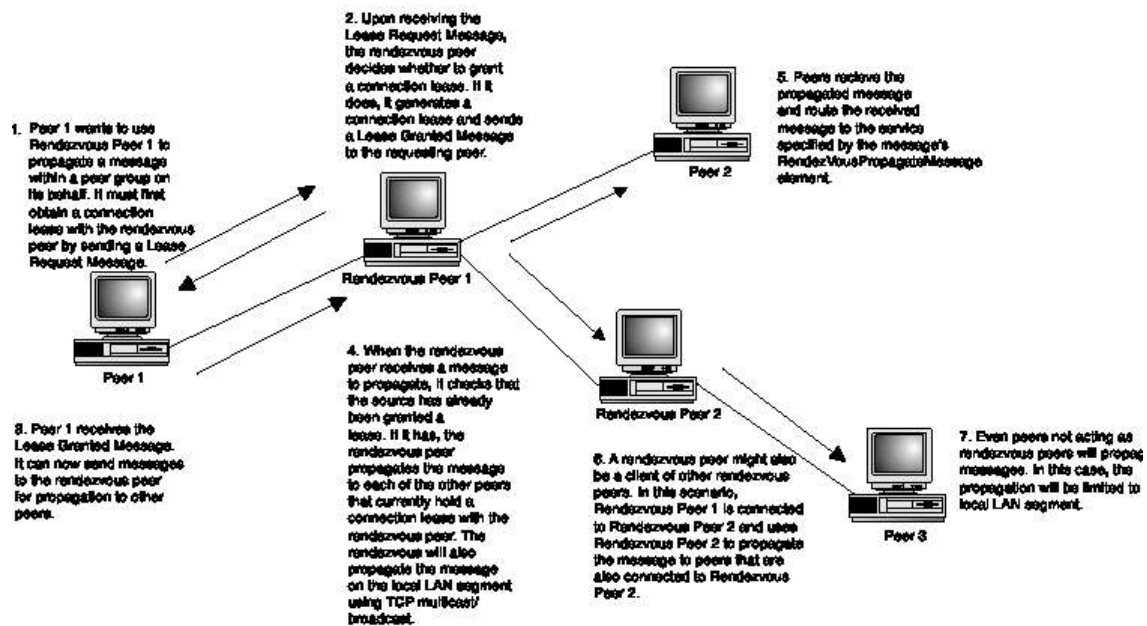 1. Peer 1 wants to use
Rendezvous Peer 1 to
propagate a message
within a peer group on
its behalf. It must first
obtain a connection
lease with the rendezvous
peer by sending a Lease
Request Message.
Peer 1
2. Upon receiving the
Lease Request Message,
the rendezvous peer
decides whether to grant
a connection lease. If it
does, it generates a
connection lease and sends
a Lease Granted Message
to the requesting peer.
Rendezvous Peer 1
3. Peer 1 receives the
Lease Granted Message.
It can now send messages
to the rendezvous peer
for propagation to other
peers.
4. When the rendezvous
peer receives a message
to propagate, it checks that
the source has already
been granted a
lease. If it has, the
rendezvous peer
propagates the message
to each of the other peers
that currently hold a
connection lease with the
rendezvous peer. The
rendezvous will also
propagate the message
on the local LAN segment
using TCP multicast/
broadcast.
Peer 2
5. Peers recieve the
propagated message
and route the received
message to the service
specified by the message's
RendezVousPropagateMessage
element.
Rendezvous Peer 2
6. A rendezvous peer might also
be a client of other rendezvous
peers. In this scenario,
Rendezvous Peer 1 is connected
to Rendezvous Peer 2 and uses
Rendezvous Peer 2 to propagate
the message to peers that are
also connected to Rendezvous
Peer 2.
Peer 3
7. Even peers not acting as
rendezvous peers will propag
messages. In this case, the
propagation will be limited to
local LAN segment.